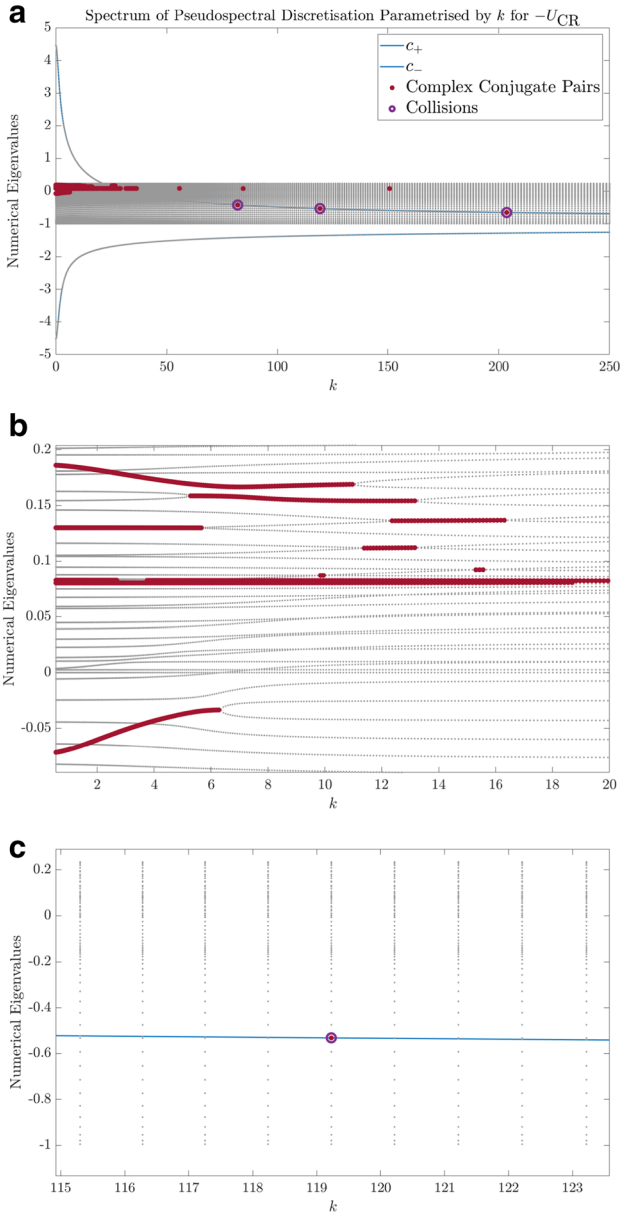 a
Spectrum of Pseudospectral Discretisation Parametrised by k for −U_CR
5
4
3
2
1
0
-1
-2
-3
-4
-5
Numerical Eigenvalues
c₊
c₋
Complex Conjugate Pairs
Collisions
0 50 100 150 200 250
k
b
0.2
0.15
0.1
0.05
0
-0.05
Numerical Eigenvalues
2 4 6 8 10 12 14 16 18 20
k
c
0.2
0
-0.2
-0.4
-0.6
-0.8
-1
Numerical Eigenvalues
115 116 117 118 119 120 121 122 123
k